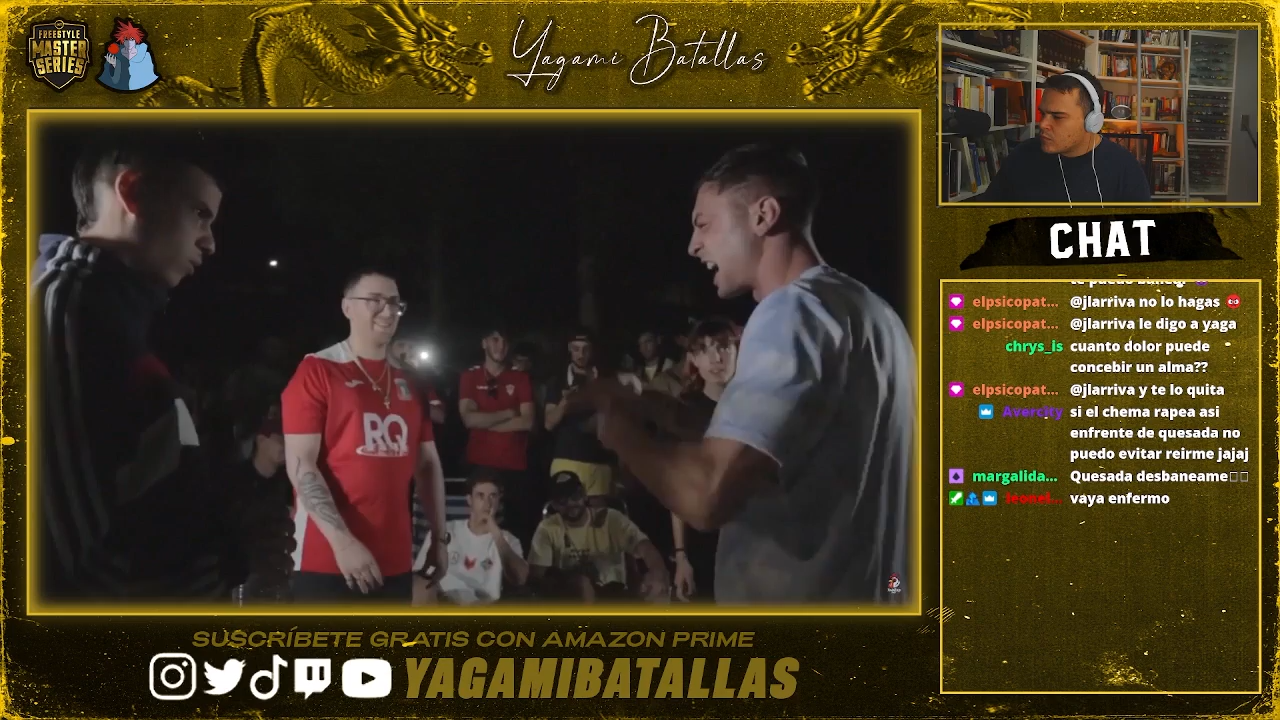 FREESTYLE
MASTER
SERIES
Yagami Batallas
RQ
CHAT
elpsicopat... @jlarriva no lo hagas
elpsicopat... @jlarriva le digo a yaga
chrys_is cuanto dolor puede
concebir un alma??
elpsicopat... @jlarriva y te lo quita
Avercity si el chema rapea asi
enfrente de quesada no
puedo evitar reirme jajaj
margalida... Quesada desbaneame
leonel... vaya enfermo
SUSCRÍBETE GRATIS CON AMAZON PRIME
YAGAMIBATALLAS